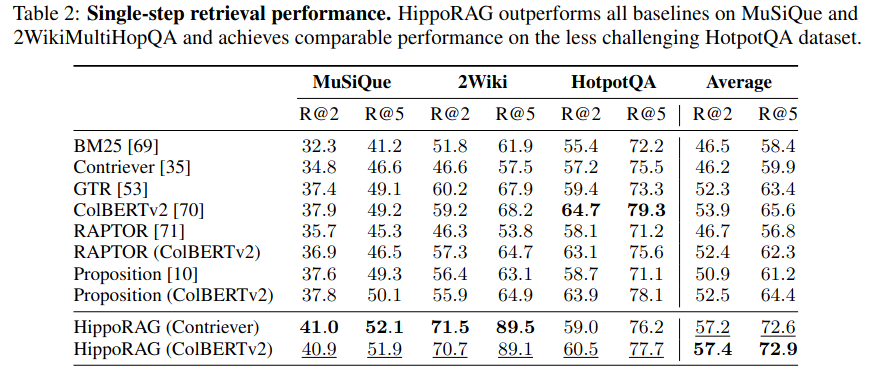 Table 2: Single-step retrieval performance. HippoRAG outperforms all baselines on MuSiQue and
2WikiMultiHopQA and achieves comparable performance on the less challenging HotpotQA dataset.
MuSiQue 2Wiki HotpotQA Average
R@2 R@5 R@2 R@5 R@2 R@5 R@2 R@5
BM25 [69] 32.3 41.2 51.8 61.9 55.4 72.2 46.5 58.4
Contriever [35] 34.8 46.6 46.6 57.5 57.2 75.5 46.2 59.9
GTR [53] 37.4 49.1 60.2 67.9 59.4 73.3 52.3 63.4
ColBERTv2 [70] 37.9 49.2 59.2 68.2 64.7 79.3 53.9 65.6
RAPTOR [71] 35.7 45.3 46.3 53.8 58.1 71.2 46.7 56.8
RAPTOR (ColBERTv2) 36.9 46.5 57.3 64.7 63.1 75.6 52.4 62.3
Proposition [10] 37.6 49.3 56.4 63.1 58.7 71.1 50.9 61.2
Proposition (ColBERTv2) 37.8 50.1 55.9 64.9 63.9 78.1 52.5 64.4
HippoRAG (Contriever) 41.0 52.1 71.5 89.5 59.0 76.2 57.2 72.6
HippoRAG (ColBERTv2) 40.9 51.9 70.7 89.1 60.5 77.7 57.4 72.9